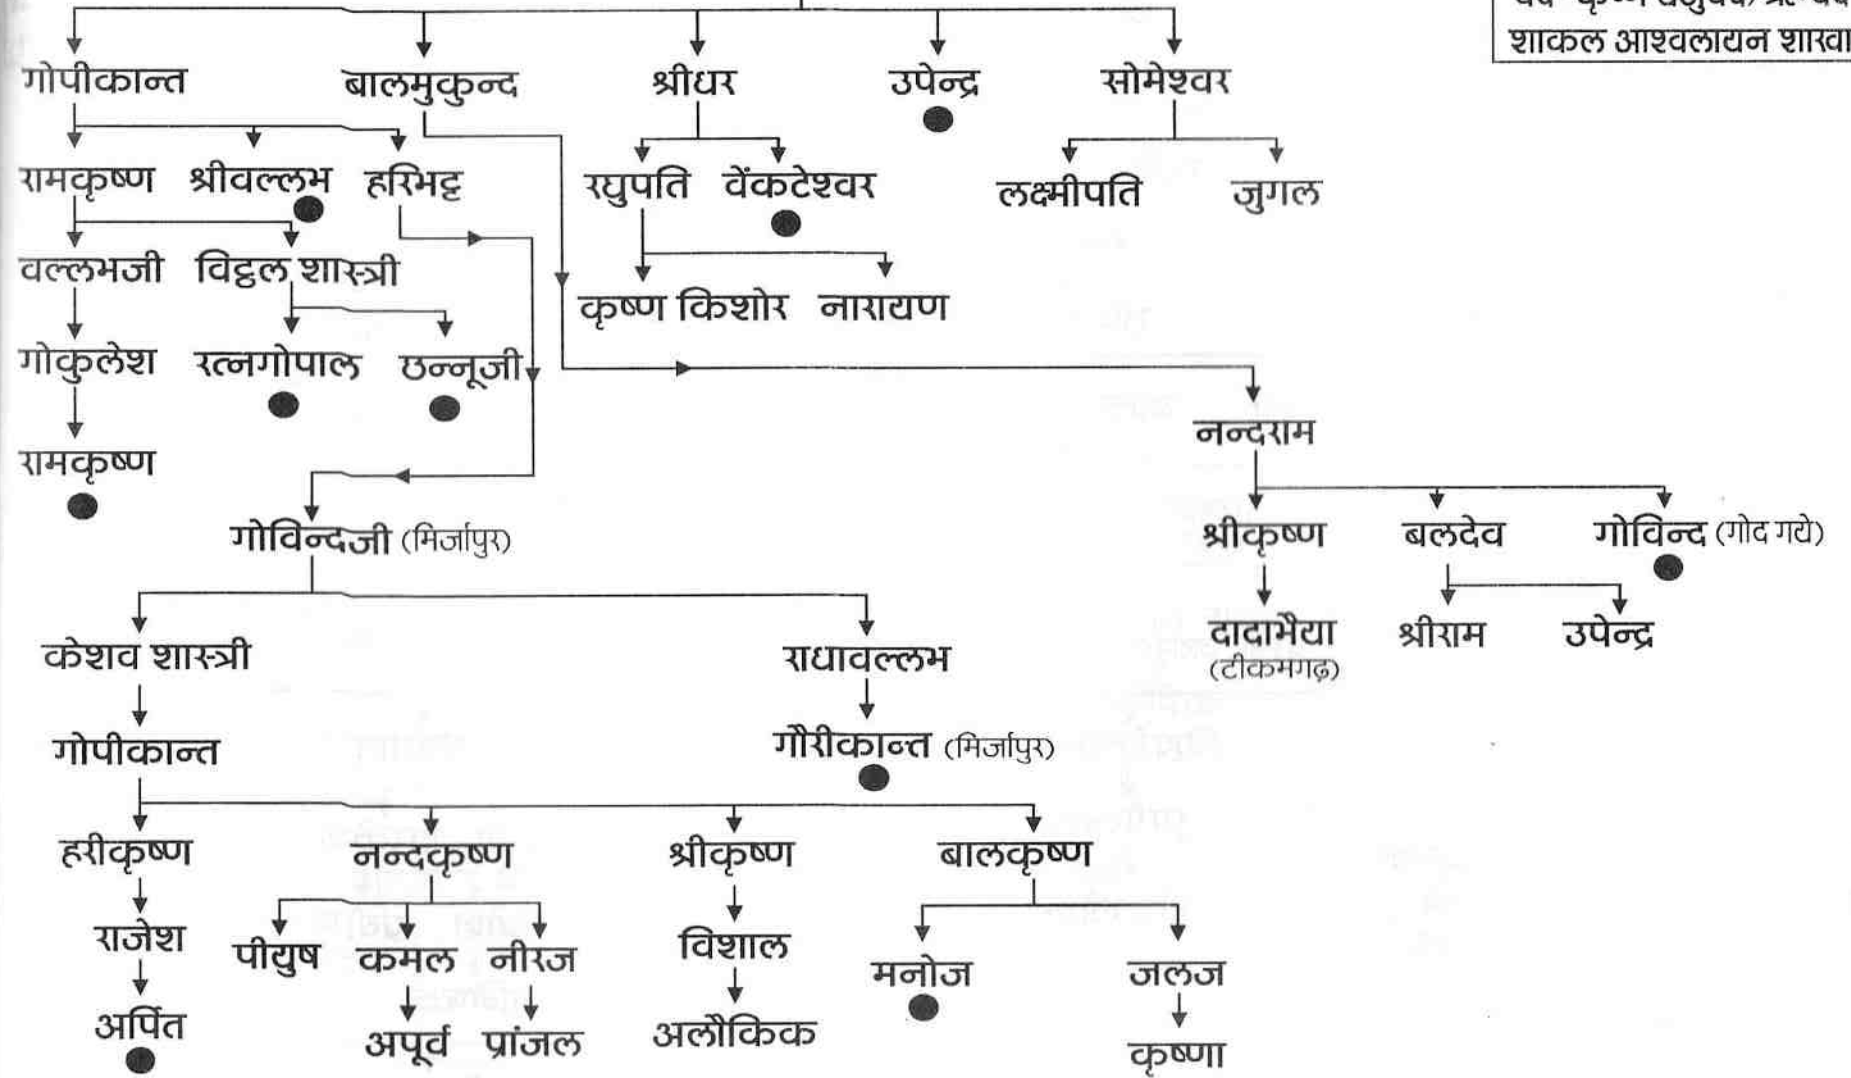 शाकल आश्वलायन शाखा
गोपीकान्त बालमुकुन्द श्रीधर उपेन्द्र सोमेश्वर
रामकृष्ण श्रीवल्लभ हरिभट्ट रघुपति वेंकटेश्वर लक्ष्मीपति जुगल
वल्लभजी विट्ठल शास्त्री
कृष्ण किशोर नारायण
गोकुलेश रत्नगोपाल छन्नूजी
नन्दराम
रामकृष्ण
गोविन्दजी (मिर्जापुर) श्रीकृष्ण बलदेव गोविन्द (गोद गये)
दादाभैया श्रीराम उपेन्द्र
(टीकमगढ़)
केशव शास्त्री राधावल्लभ
गोपीकान्त गौरीकान्त (मिर्जापुर)
हरीकृष्ण नन्दकृष्ण श्रीकृष्ण बालकृष्ण
राजेश पीयुष कमल नीरज विशाल मनोज जलज
अर्पित अपूर्व प्रांजल अलौकिक कृष्णा